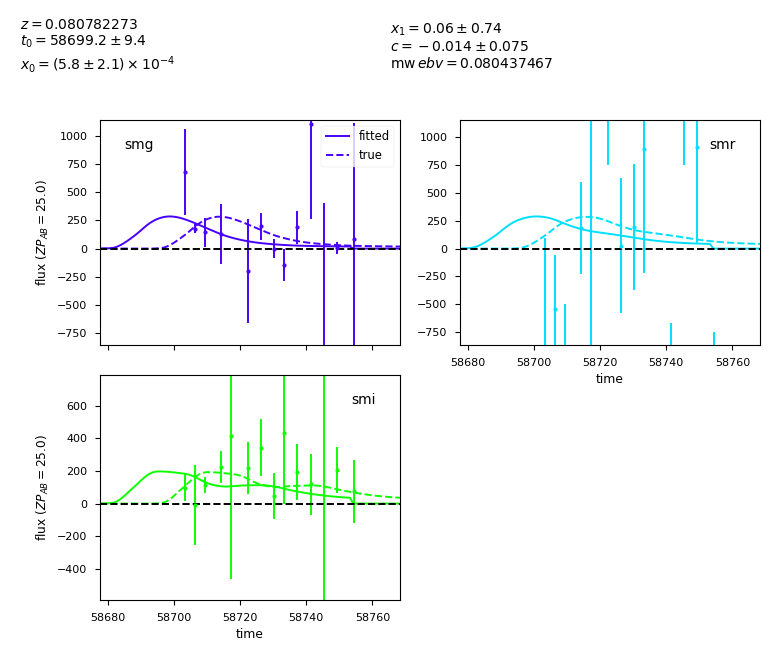 z = 0.080782273
t₀ = 58699.2 ± 9.4
x₀ = (5.8 ± 2.1) × 10⁻⁴
x₁ = 0.06 ± 0.74
c = −0.014 ± 0.075
mw ebv = 0.080437467
smg
fitted
true
1000
750
500
250
0
−250
−500
−750
flux (ZP_AB = 25.0)
smr
1000
750
500
250
0
−250
−500
−750
58680 58700 58720 58740 58760
time
smi
600
400
200
0
−200
−400
flux (ZP_AB = 25.0)
58680 58700 58720 58740 58760
time